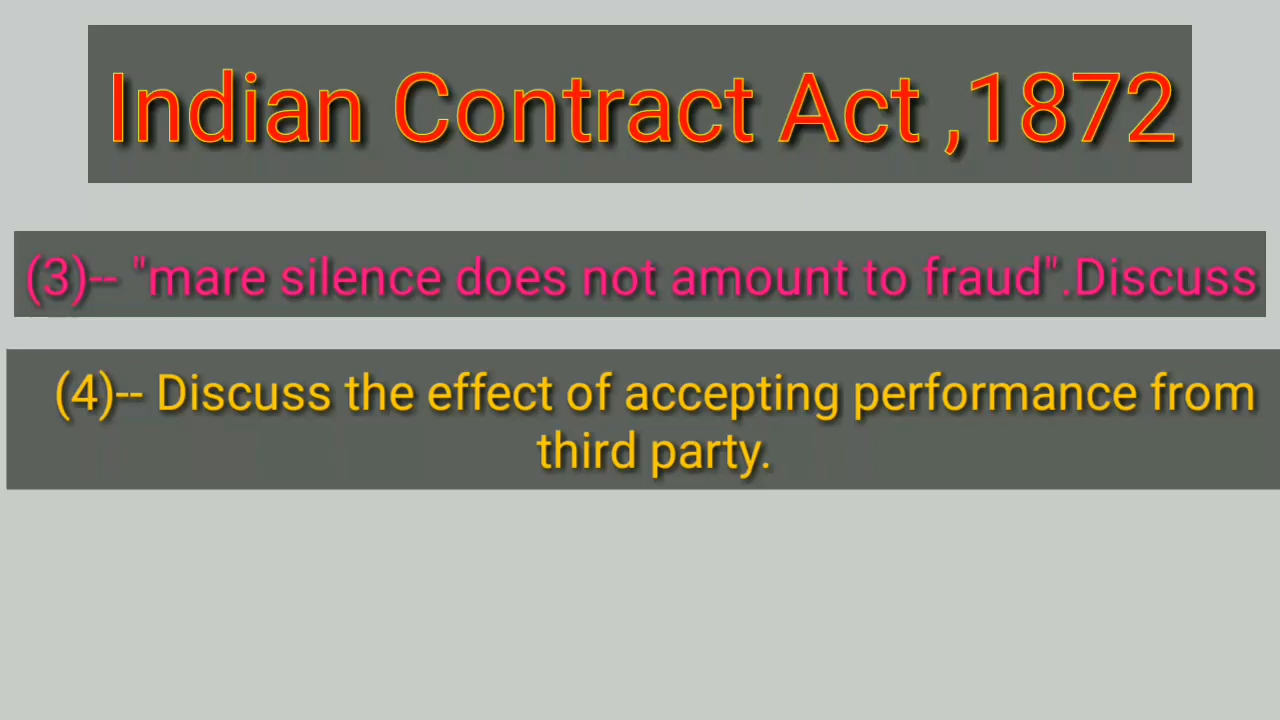 Indian Contract Act ,1872
(3)-- "mare silence does not amount to fraud".Discuss
(4)-- Discuss the effect of accepting performance from
third party.